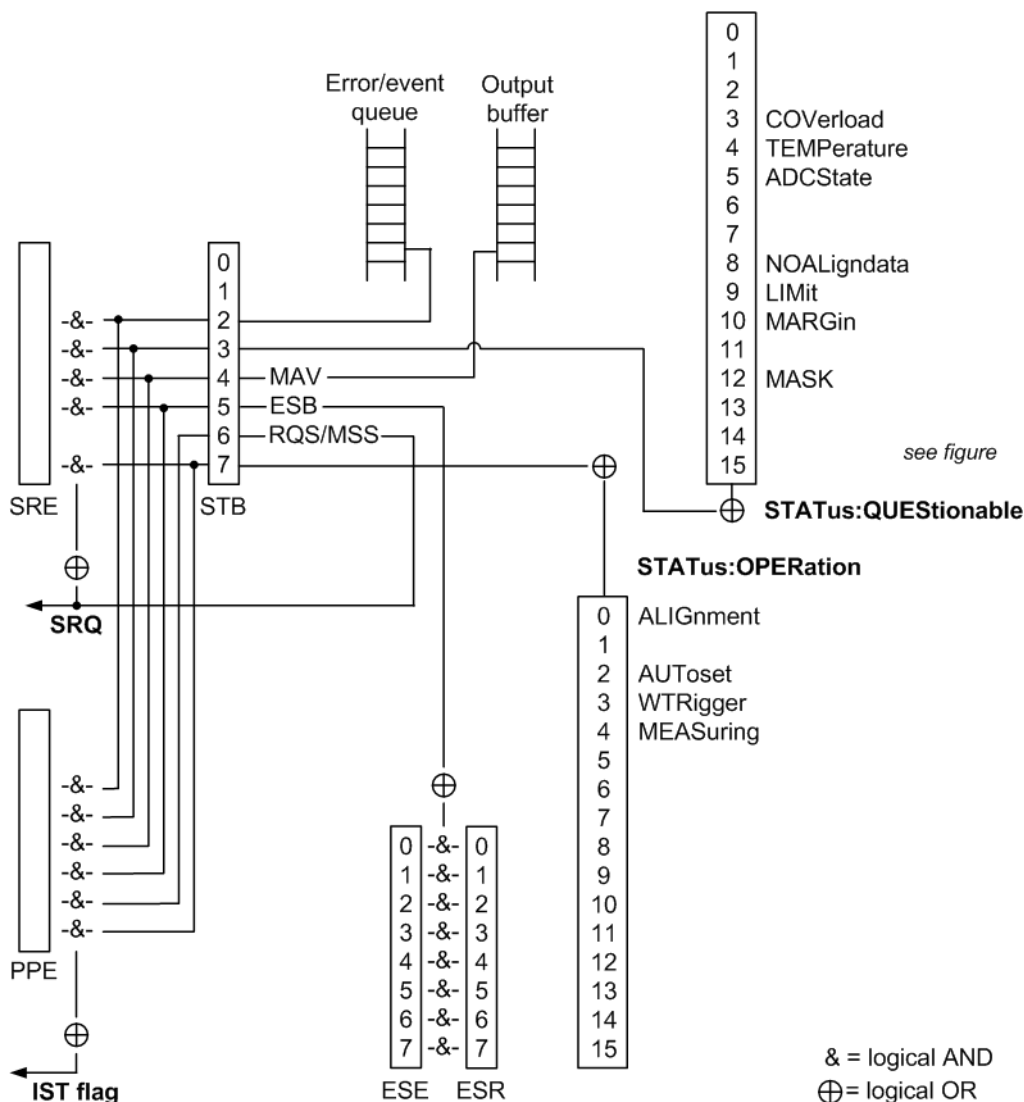 Error/event
queue
Output
buffer
0
1
2
3 COVerload
4 TEMPerature
5 ADCState
6
7
8 NOALigndata
9 LIMit
10 MARGin
11
12 MASK
13
14
15
see figure
STATus:QUEStionable
-&-
-&-
-&-
-&-
-&-
SRE
0
1
2
3
4 MAV
5 ESB
6 RQS/MSS
7
STB
SRQ
STATus:OPERation
0 ALIGnment
1
2 AUToset
3 WTRigger
4 MEASuring
5
6
7
8
9
10
11
12
13
14
15
-&-
-&-
-&-
-&-
-&-
-&-
PPE
IST flag
0 -&- 0
1 -&- 1
2 -&- 2
3 -&- 3
4 -&- 4
5 -&- 5
6 -&- 6
7 -&- 7
ESE ESR
& = logical AND
⊕ = logical OR